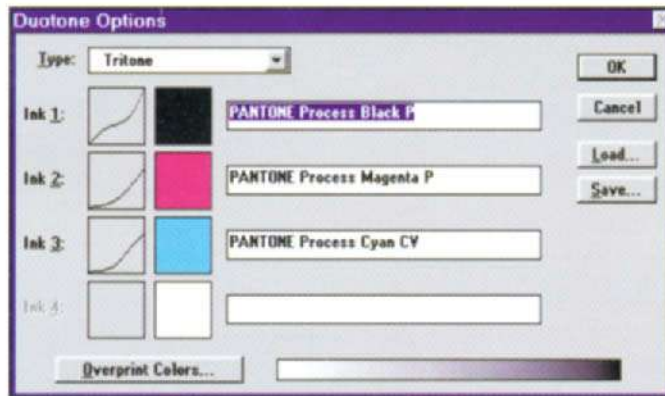 Duotone Options
Type: Tritone
OK
Ink 1: PANTONE Process Black P
Cancel
Ink 2: PANTONE Process Magenta P
Load...
Save...
Ink 3: PANTONE Process Cyan CV
Ink 4:
Overprint Colors...